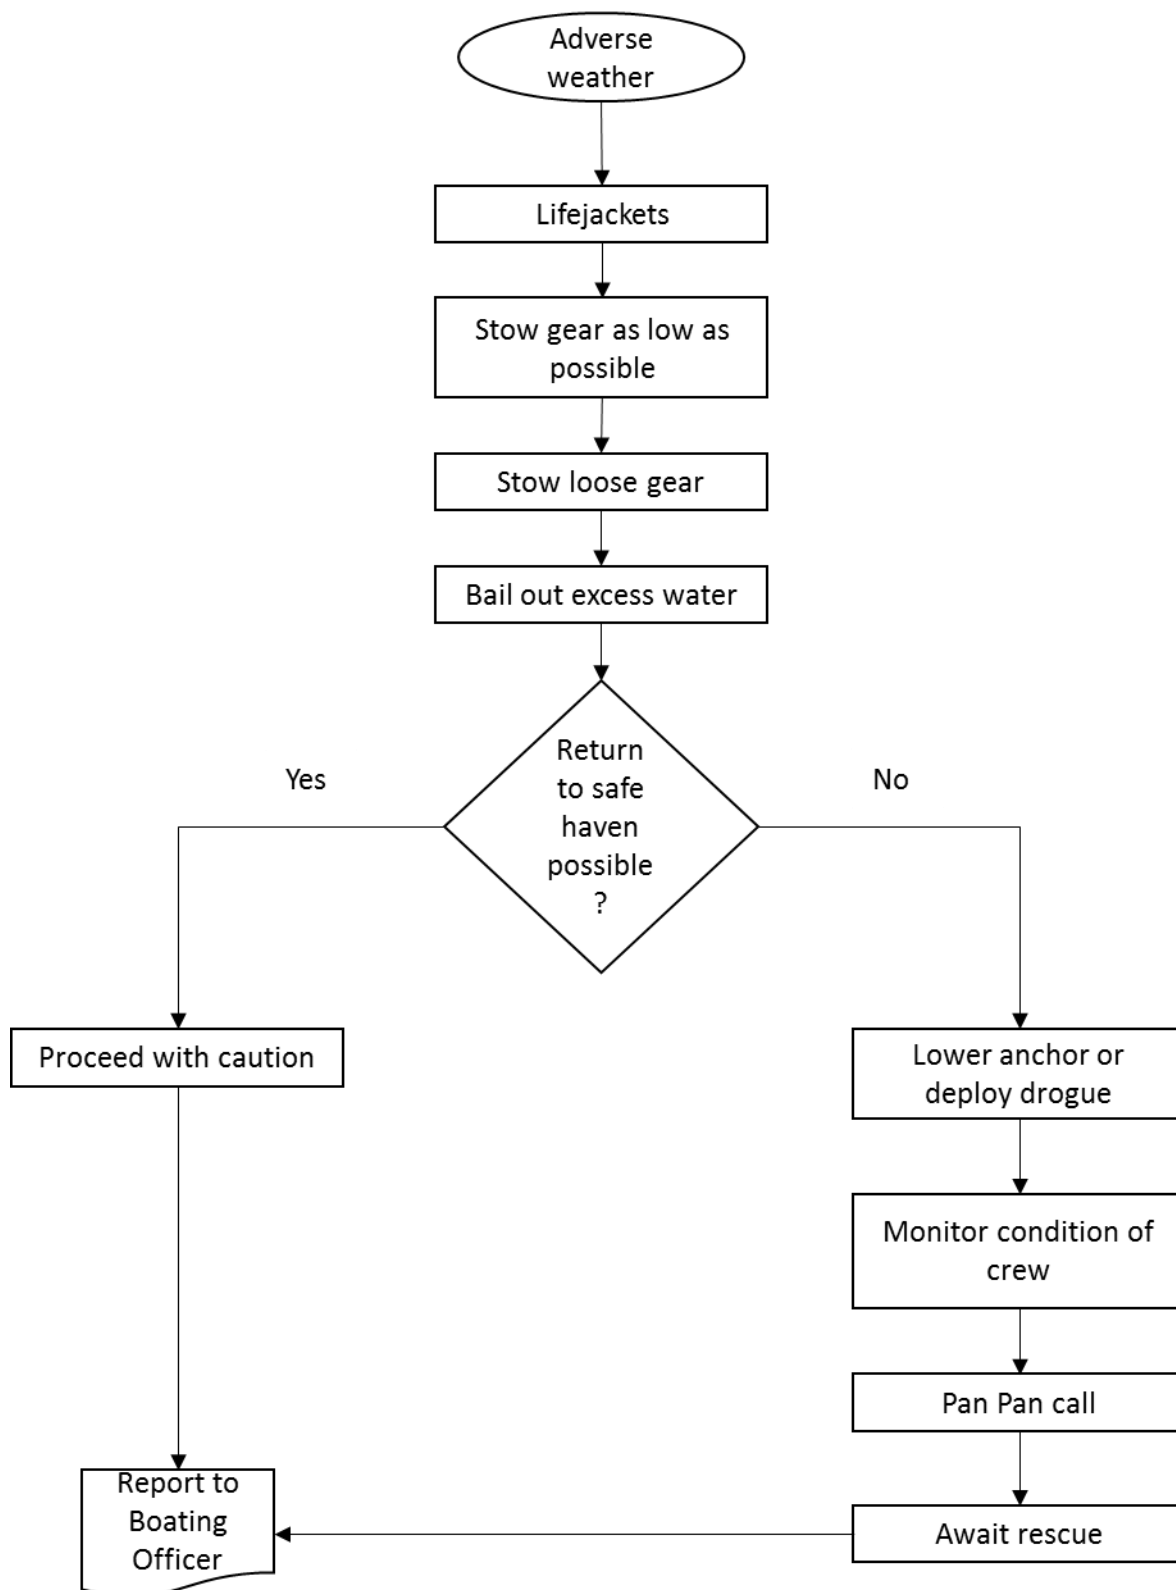 Adverse
weather
Lifejackets
Stow gear as low as
possible
Stow loose gear
Bail out excess water
Return
to safe
haven
possible
?
Yes
No
Proceed with caution
Lower anchor or
deploy drogue
Monitor condition of
crew
Pan Pan call
Await rescue
Report to
Boating
Officer